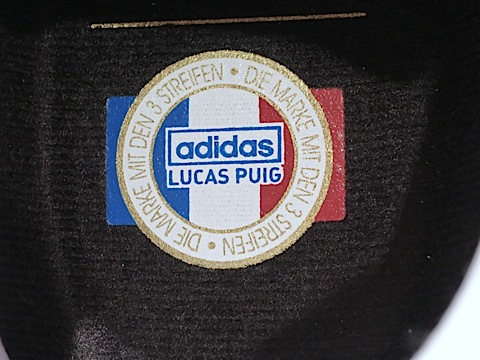 DIE MARKE MIT DEN 3 STREIFEN • DIE MARKE MIT DEN 3 STREIFEN •
adidas
LUCAS PUIG